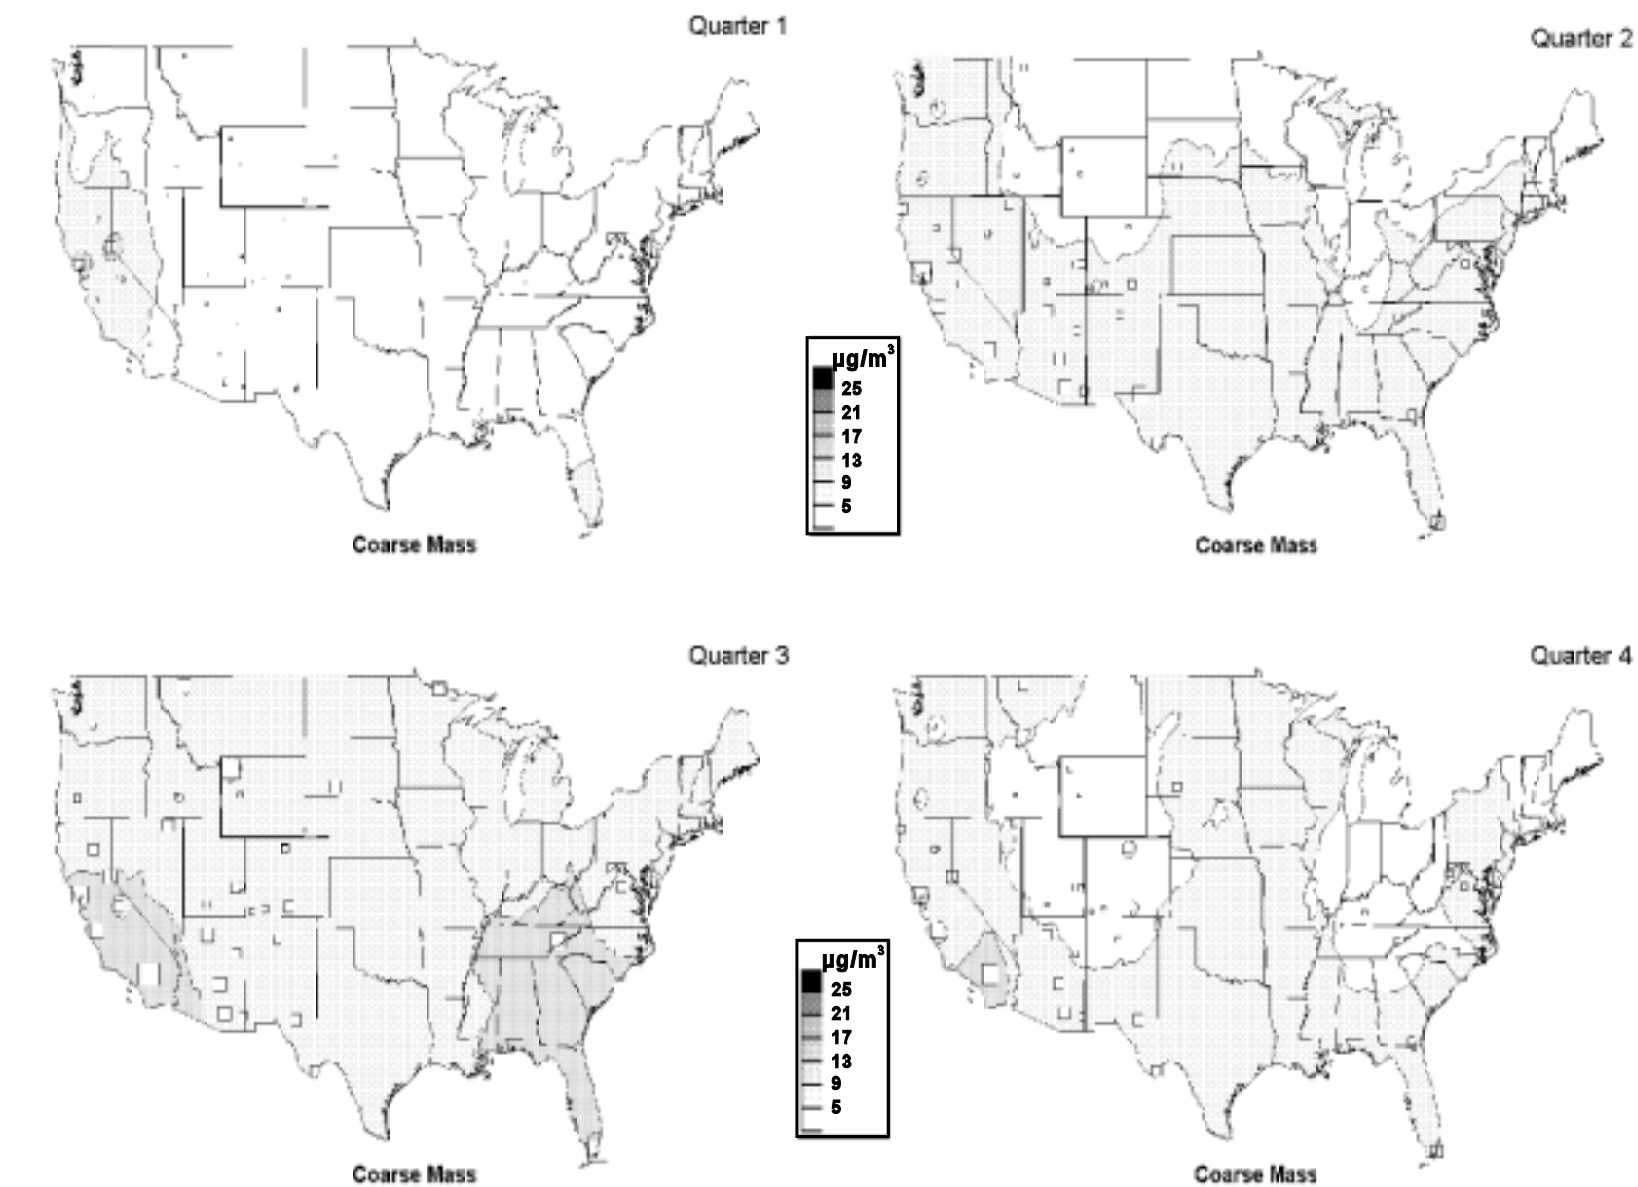 Quarter 1
Quarter 2
Coarse Mass
µg/m³
25
21
17
13
9
5
Coarse Mass
Quarter 3
Quarter 4
Coarse Mass
µg/m³
25
21
17
13
9
5
Coarse Mass